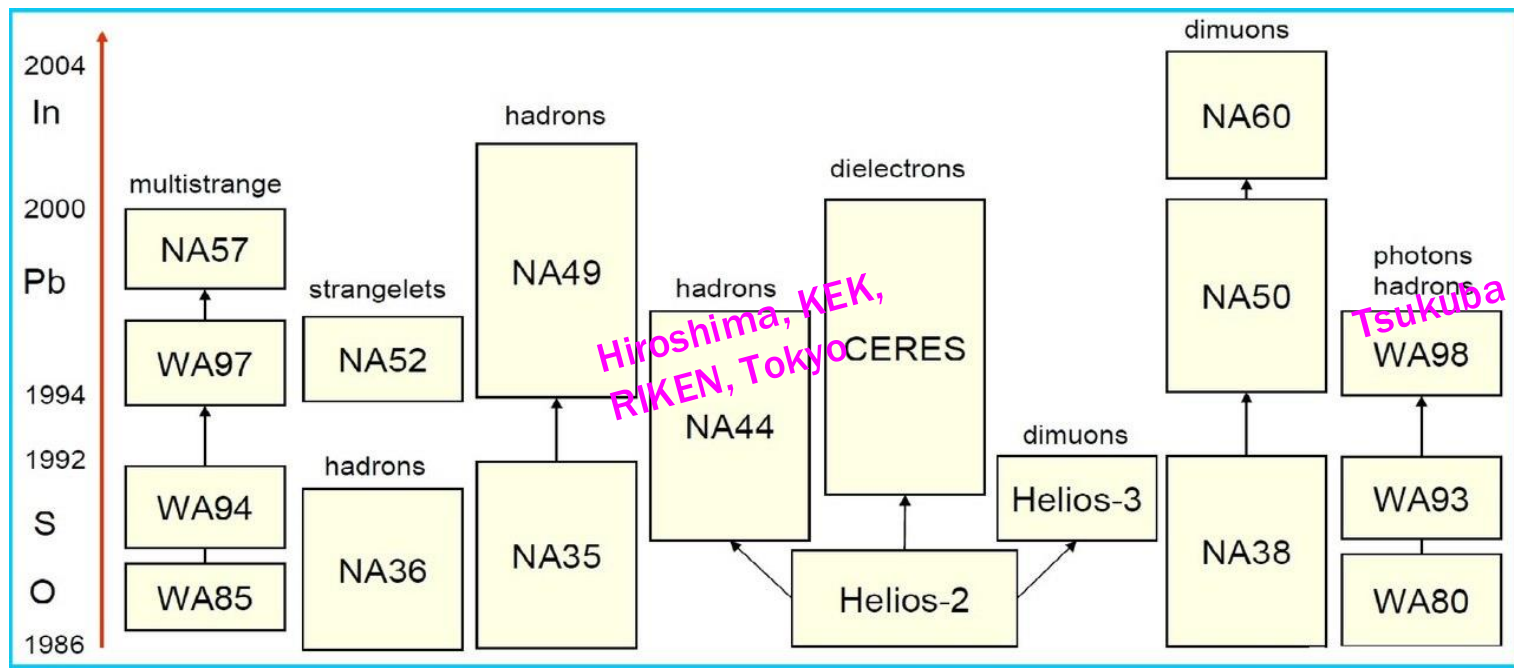 2004
In
2000
Pb
1994
1992
S
O
1986
multistrange
NA57
WA97
WA94
WA85
strangelets
NA52
hadrons
NA36
hadrons
NA49
NA35
hadrons
Hiroshima, KEK,
RIKEN, Tokyo
NA44
dielectrons
CERES
Helios-2
dimuons
Helios-3
dimuons
NA60
NA50
NA38
photons
hadrons
Tsukuba
WA98
WA93
WA80